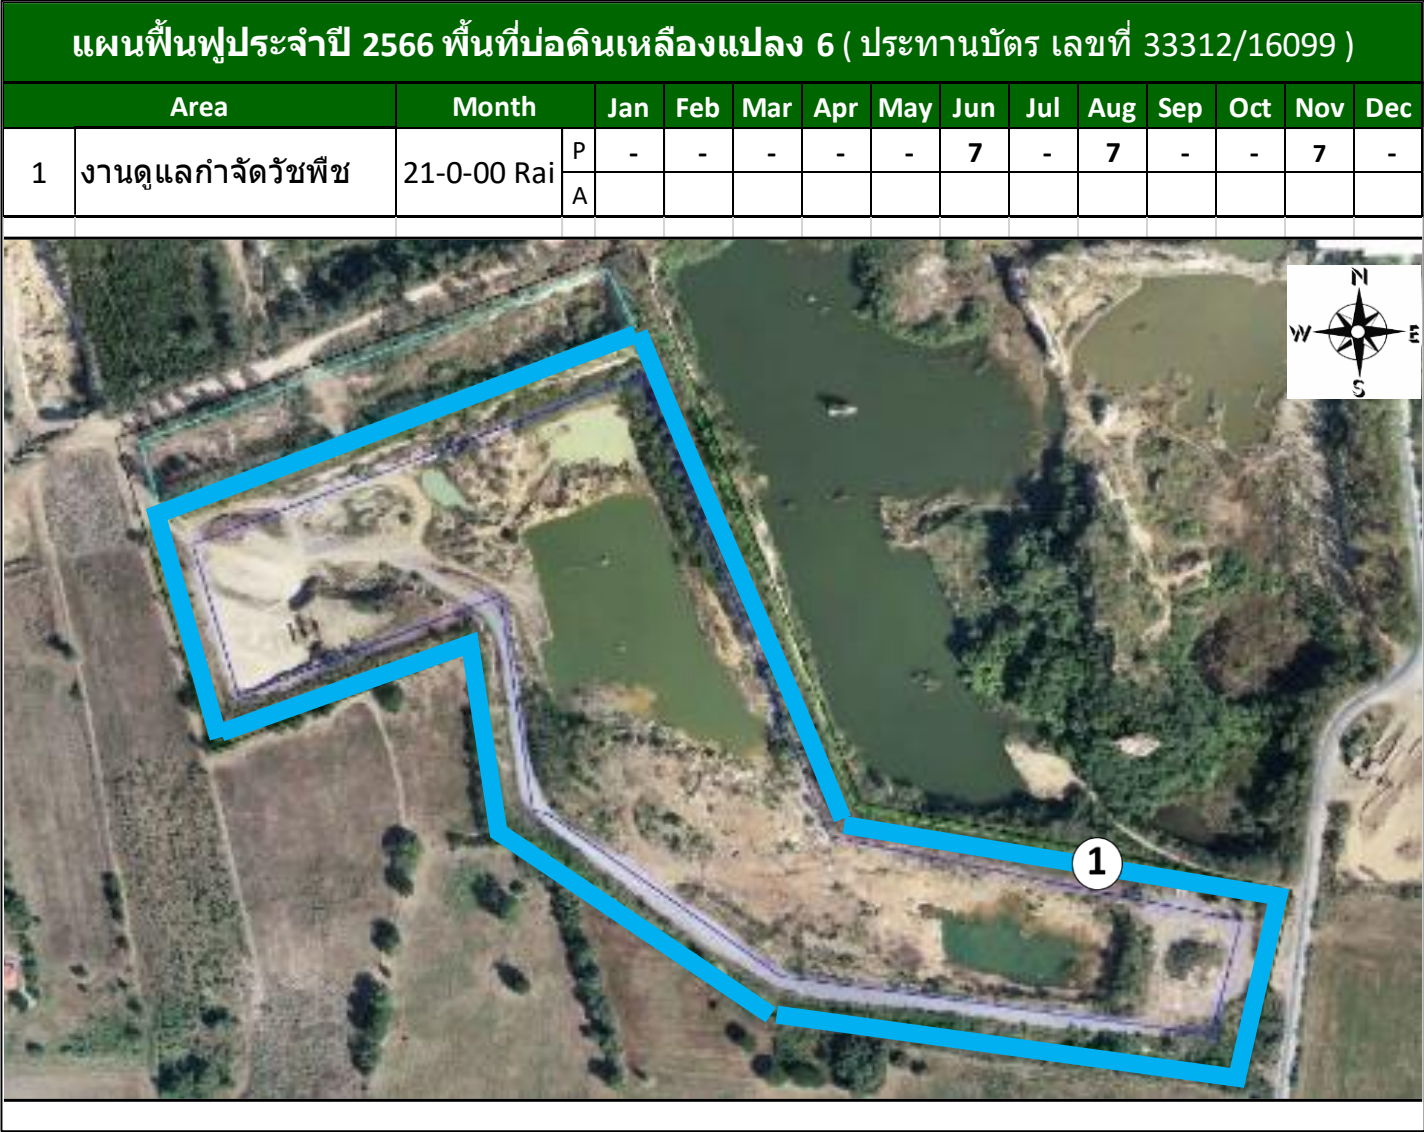 แผนฟื้นฟูประจำปี 2566 พื้นที่บ่อดินเหลืองแปลง 6 ( ประทานบัตร เลขที่ 33312/16099 )
Area Month Jan Feb Mar Apr May Jun Jul Aug Sep Oct Nov Dec
1 งานดูแลกำจัดวัชพืช 21-0-00 Rai P - - - - - 7 - 7 - - 7 -
A
N
W E
S
1